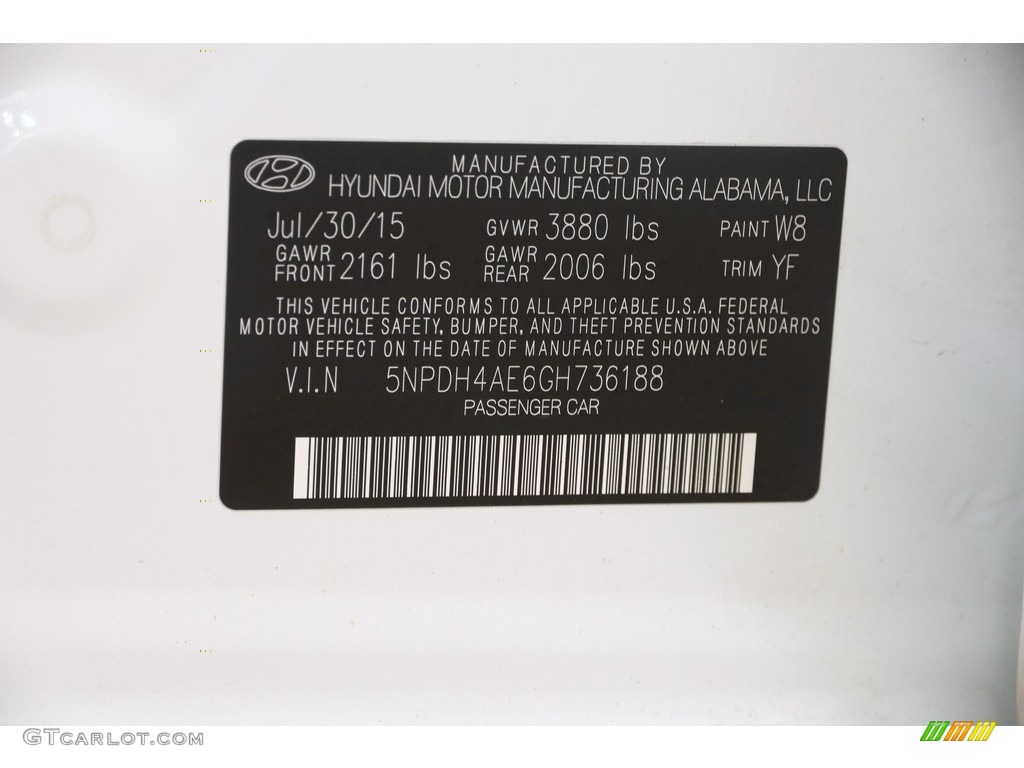 MANUFACTURED BY
HYUNDAI MOTOR MANUFACTURING ALABAMA, LLC
Jul/30/15 GVWR 3880 lbs PAINT W8
GAWR FRONT 2161 lbs GAWR REAR 2006 lbs TRIM YF
THIS VEHICLE CONFORMS TO ALL APPLICABLE U.S.A. FEDERAL
MOTOR VEHICLE SAFETY, BUMPER, AND THEFT PREVENTION STANDARDS
IN EFFECT ON THE DATE OF MANUFACTURE SHOWN ABOVE
V.I.N 5NPDH4AE6GH736188
PASSENGER CAR
GTCARLOT.COM